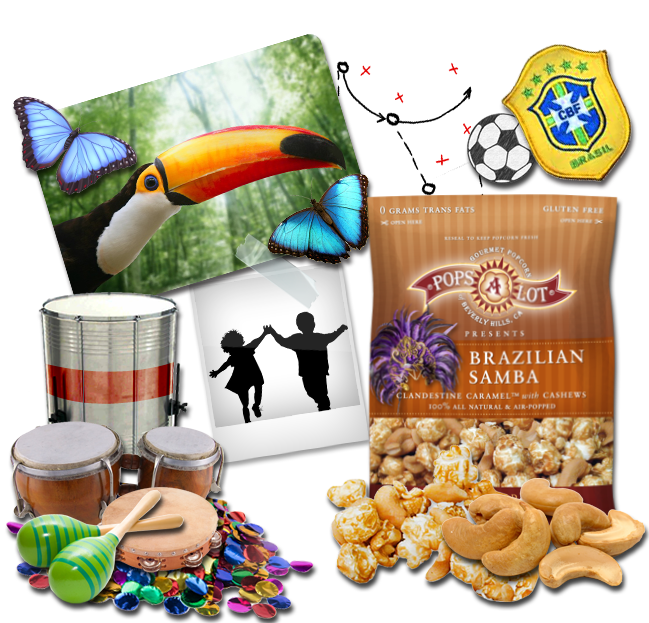 CBF
BRASIL
0 GRAMS TRANS FATS
GLUTEN FREE
OPEN HERE
OPEN HERE
RESEAL TO KEEP POPCORN FRESH
GOURMET POPCORN
POPS A LOT
OF BEVERLY HILLS, CA
PRESENTS
BRAZILIAN
SAMBA
CLANDESTINE CARAMEL™ with CASHEWS
100% ALL NATURAL & AIR-POPPED